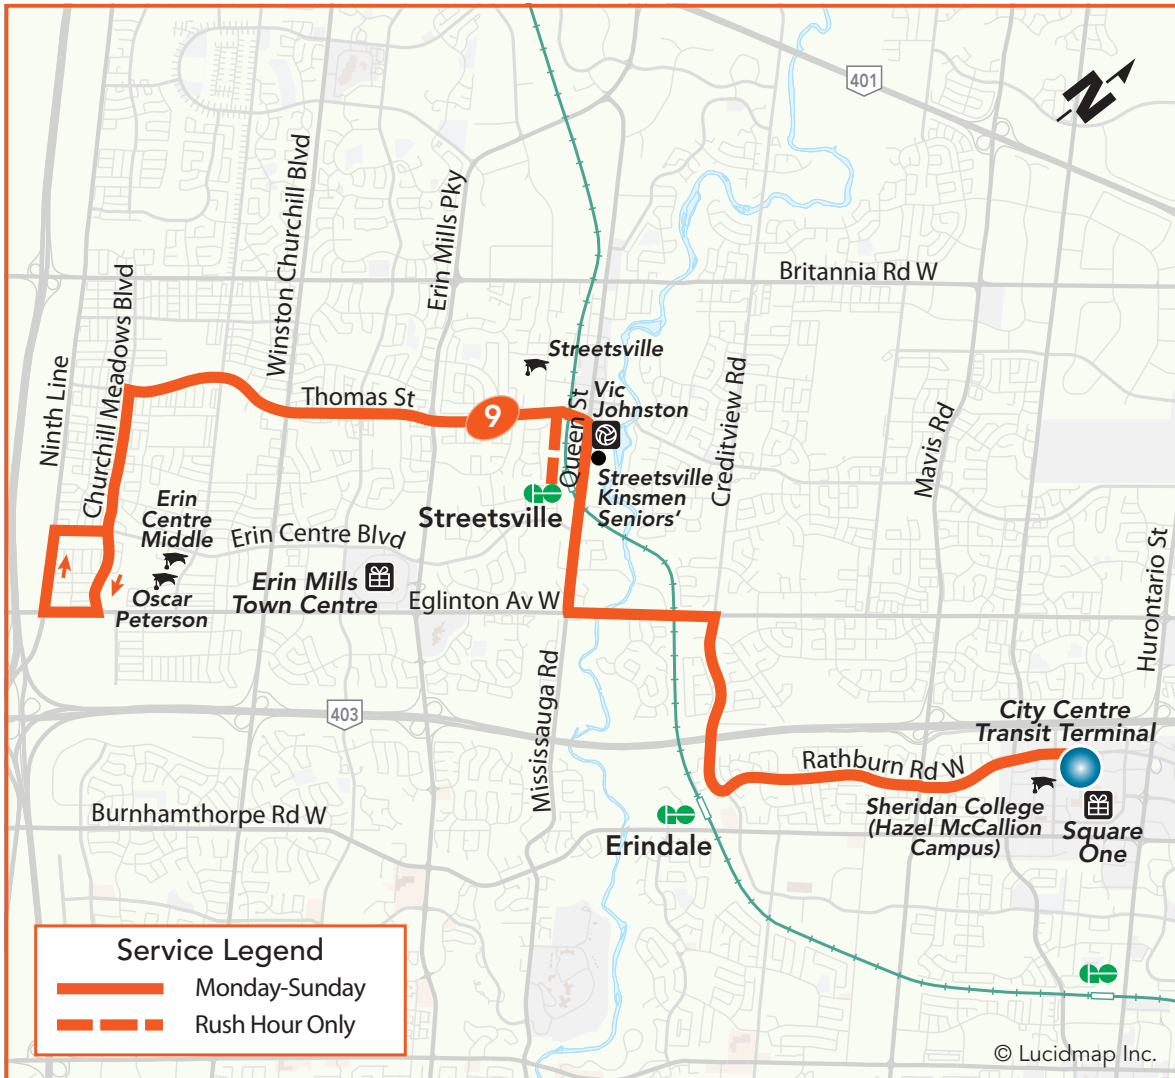 401
N
Britannia Rd W
Winston Churchill Blvd
Erin Mills Pky
Churchill Meadows Blvd
Ninth Line
Streetsville
Thomas St
9
Queen St
Vic
Johnston
Creditview Rd
Mavis Rd
Streetsville
Kinsmen
Seniors'
GO
Streetsville
Erin
Centre
Middle
Erin Centre Blvd
Oscar
Peterson
Erin Mills
Town Centre
Eglinton Av W
Hurontario St
Mississauga Rd
403
City Centre
Transit Terminal
Rathburn Rd W
Sheridan College
(Hazel McCallion
Campus)
Square
One
Burnhamthorpe Rd W
GO
Erindale
GO
Service Legend
Monday-Sunday
Rush Hour Only
© Lucidmap Inc.